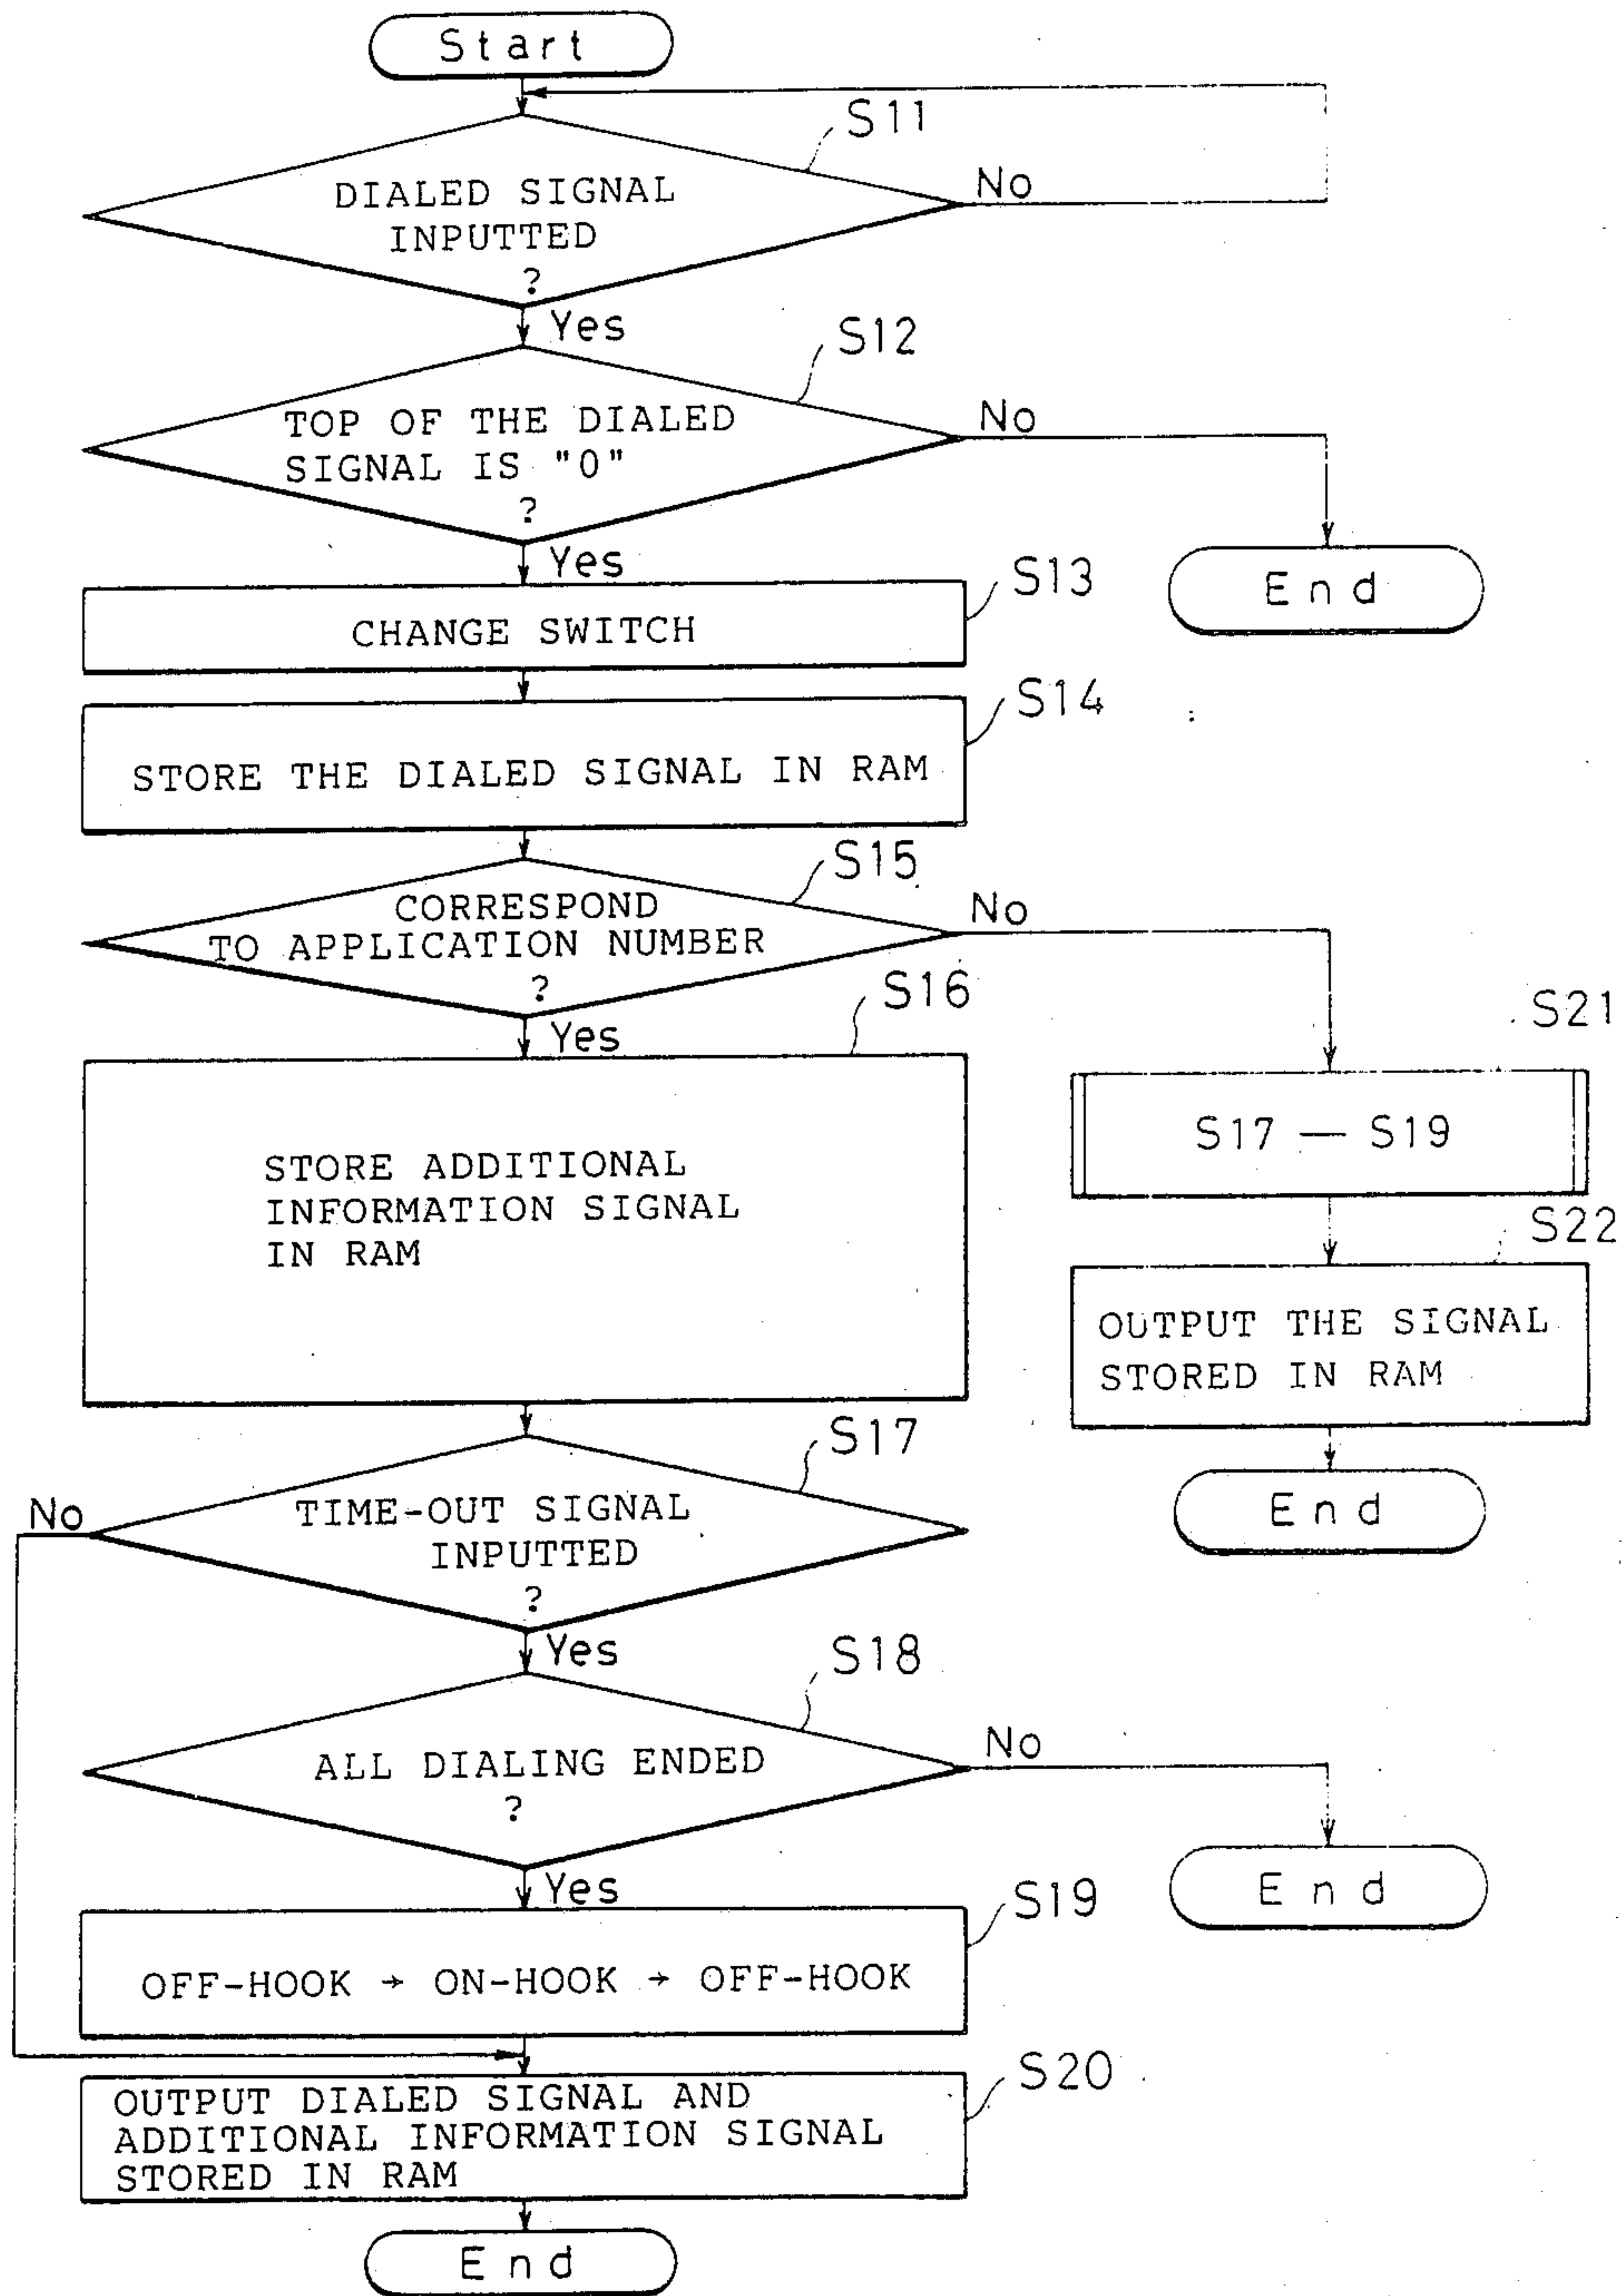 Start
S11
DIALED SIGNAL
INPUTTED
?
No
Yes
S12
TOP OF THE DIALED
SIGNAL IS "0"
?
No
End
Yes
S13
CHANGE SWITCH
S14
STORE THE DIALED SIGNAL IN RAM
S15
CORRESPOND
TO APPLICATION NUMBER
?
No
Yes
S16
STORE ADDITIONAL
INFORMATION SIGNAL
IN RAM
S21
S17 — S19
S22
OUTPUT THE SIGNAL
STORED IN RAM
End
S17
TIME-OUT SIGNAL
INPUTTED
?
No
Yes
S18
ALL DIALING ENDED
?
No
End
Yes
S19
OFF-HOOK → ON-HOOK → OFF-HOOK
S20
OUTPUT DIALED SIGNAL AND
ADDITIONAL INFORMATION SIGNAL
STORED IN RAM
End